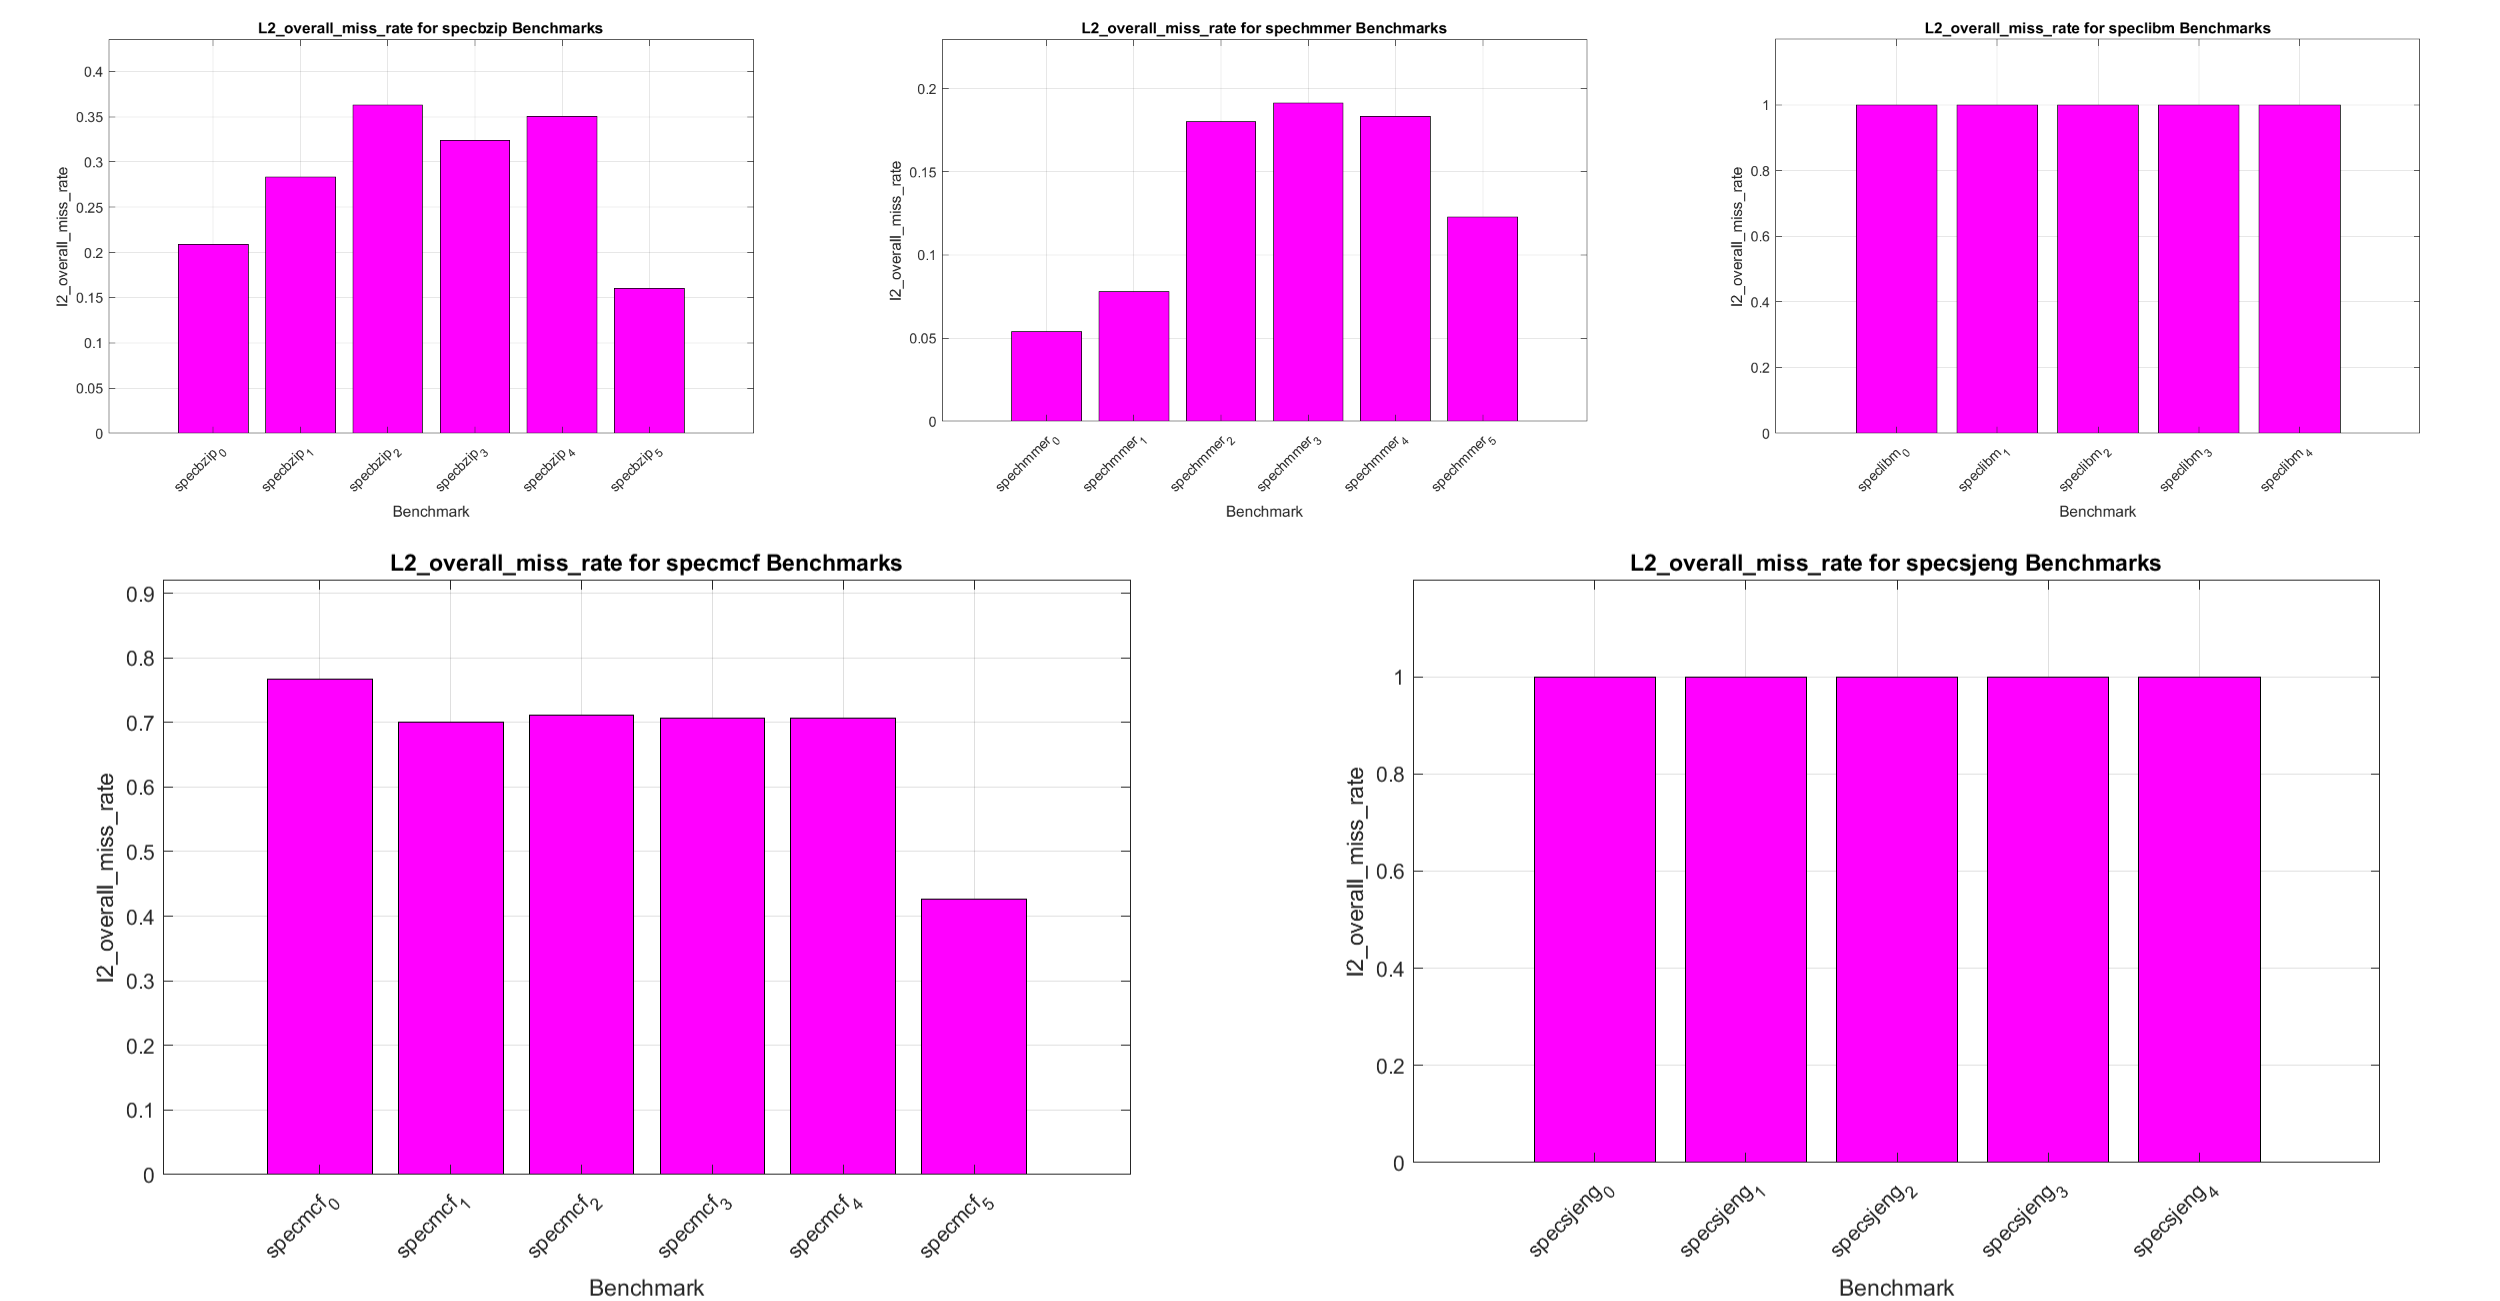 L2_overall_miss_rate for specbzip Benchmarks
l2_overall_miss_rate
0.4
0.35
0.3
0.25
0.2
0.15
0.1
0.05
0
specbzip0
specbzip1
specbzip2
specbzip3
specbzip4
specbzip5
Benchmark
L2_overall_miss_rate for spechmmer Benchmarks
l2_overall_miss_rate
0.2
0.15
0.1
0.05
0
spechmmer0
spechmmer1
spechmmer2
spechmmer3
spechmmer4
spechmmer5
Benchmark
L2_overall_miss_rate for speclibm Benchmarks
l2_overall_miss_rate
1
0.8
0.6
0.4
0.2
0
speclibm0
speclibm1
speclibm2
speclibm3
speclibm4
Benchmark
L2_overall_miss_rate for specmcf Benchmarks
l2_overall_miss_rate
0.9
0.8
0.7
0.6
0.5
0.4
0.3
0.2
0.1
0
specmcf0
specmcf1
specmcf2
specmcf3
specmcf4
specmcf5
Benchmark
L2_overall_miss_rate for specsjeng Benchmarks
l2_overall_miss_rate
1
0.8
0.6
0.4
0.2
0
specsjeng0
specsjeng1
specsjeng2
specsjeng3
specsjeng4
Benchmark